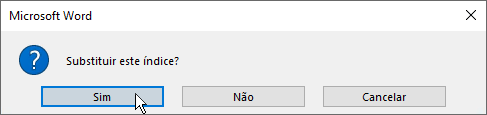 Microsoft Word
Substituir este índice?
Sim
Não
Cancelar